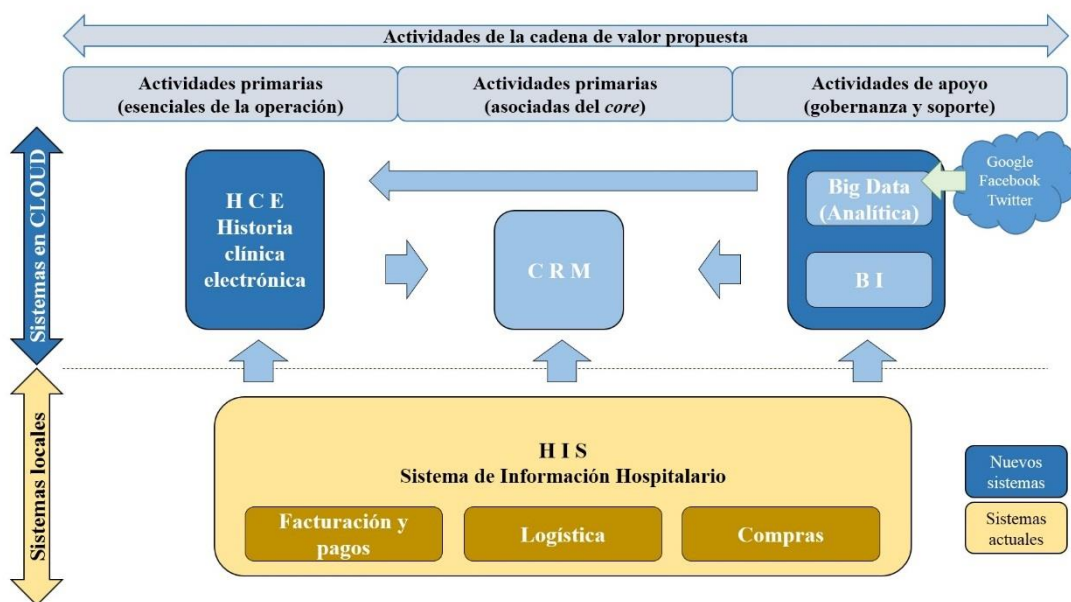 Actividades de la cadena de valor propuesta
Actividades primarias
(esenciales de la operación)
Actividades primarias
(asociadas del core)
Actividades de apoyo
(gobernanza y soporte)
Sistemas en CLOUD
H C E
Historia
clínica
electrónica
C R M
Big Data
(Analítica)
B I
Google
Facebook
Twitter
Sistemas locales
H I S
Sistema de Información Hospitalario
Facturación y
pagos
Logística
Compras
Nuevos
sistemas
Sistemas
actuales